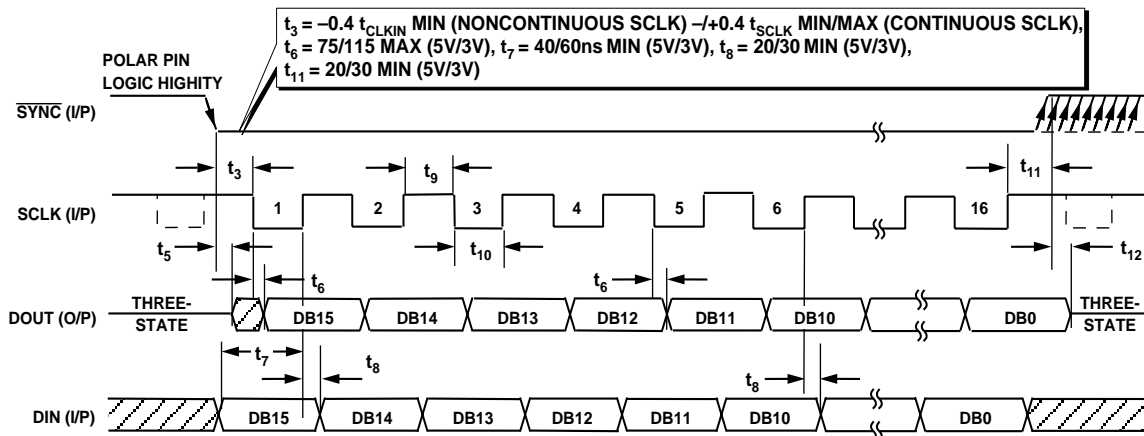 t3 = –0.4 tCLKIN MIN (NONCONTINUOUS SCLK) –/+0.4 tSCLK MIN/MAX (CONTINUOUS SCLK),
t6 = 75/115 MAX (5V/3V), t7 = 40/60ns MIN (5V/3V), t8 = 20/30 MIN (5V/3V),
t11 = 20/30 MIN (5V/3V)
POLAR PIN
LOGIC HIGHITY
SYNC (I/P)
t3
t9
t11
SCLK (I/P)
1
2
3
4
5
6
16
t5
t10
t12
t6
t6
THREE-
STATE
DOUT (O/P)
DB15
DB14
DB13
DB12
DB11
DB10
DB0
THREE-
STATE
t7
t8
t8
DIN (I/P)
DB15
DB14
DB13
DB12
DB11
DB10
DB0